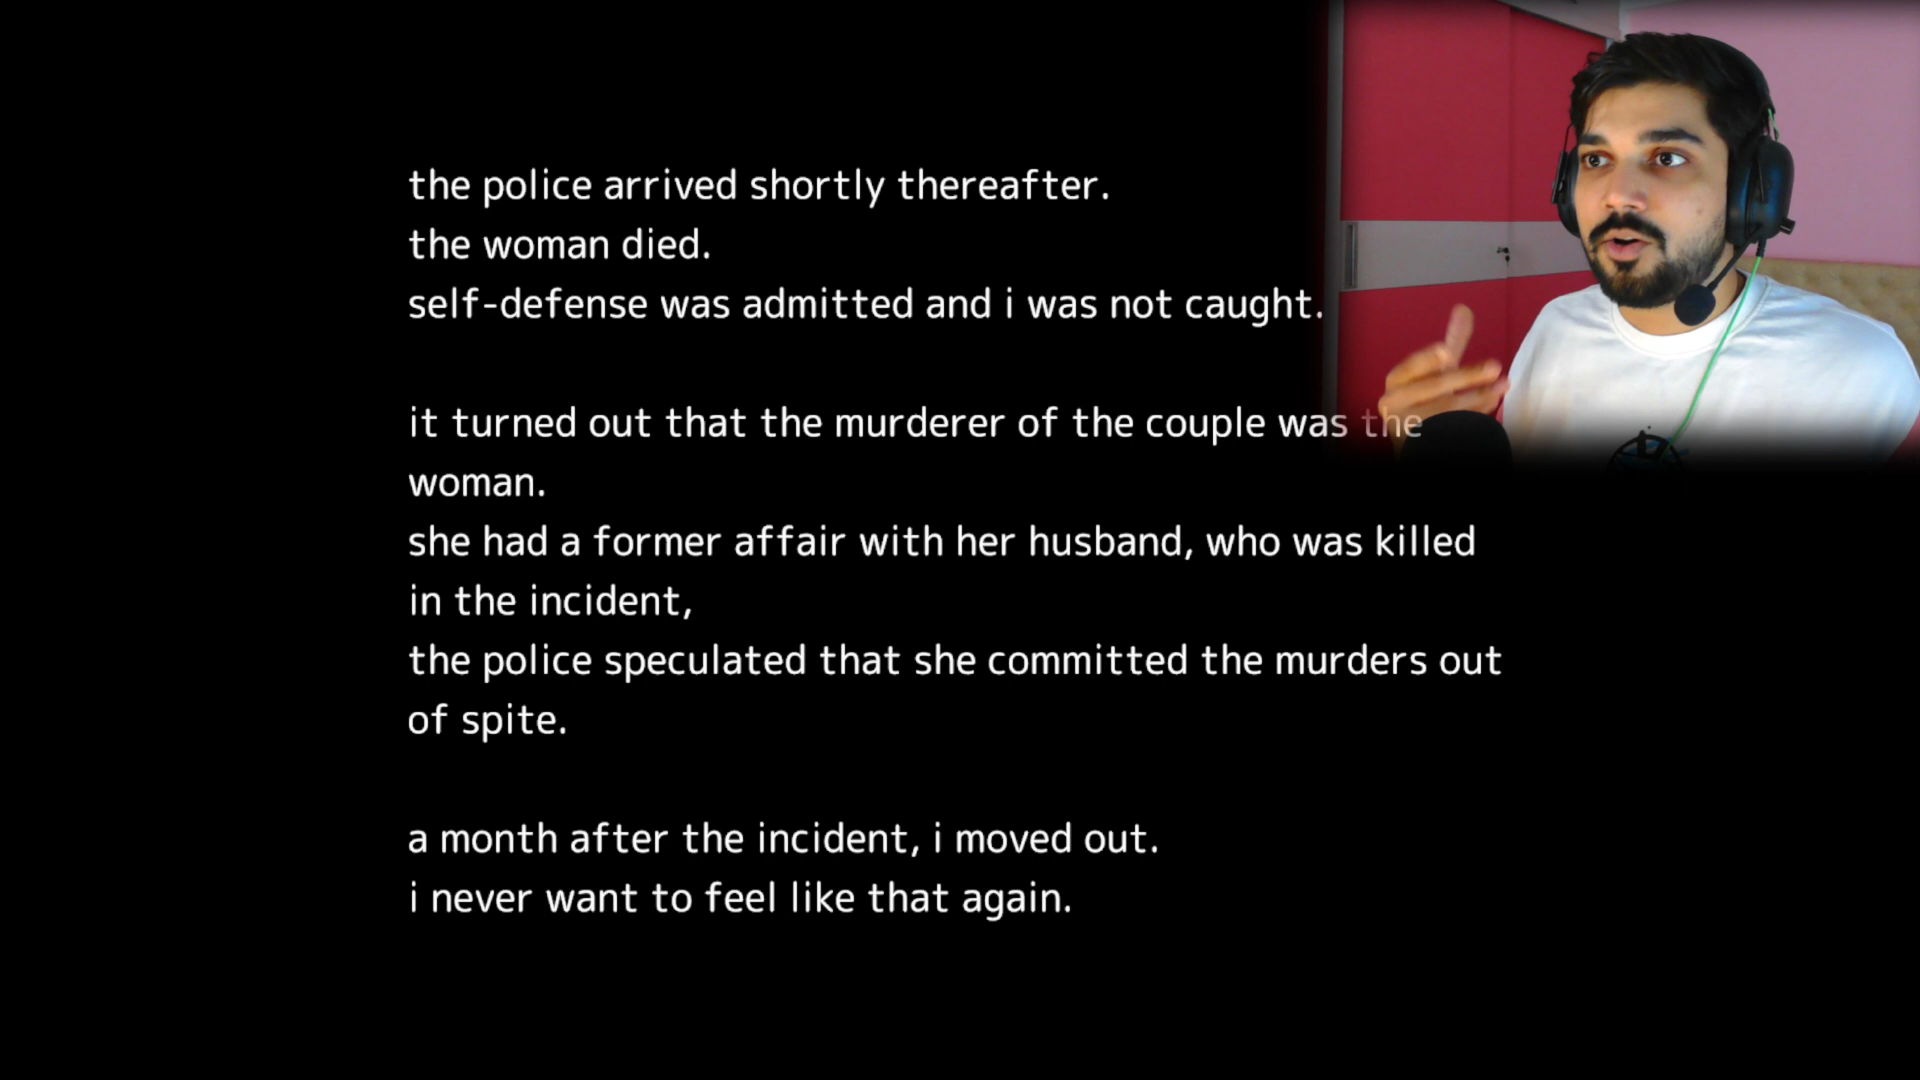 the police arrived shortly thereafter.
the woman died.
self-defense was admitted and i was not caught.
it turned out that the murderer of the couple was the
woman.
she had a former affair with her husband, who was killed
in the incident,
the police speculated that she committed the murders out
of spite.
a month after the incident, i moved out.
i never want to feel like that again.